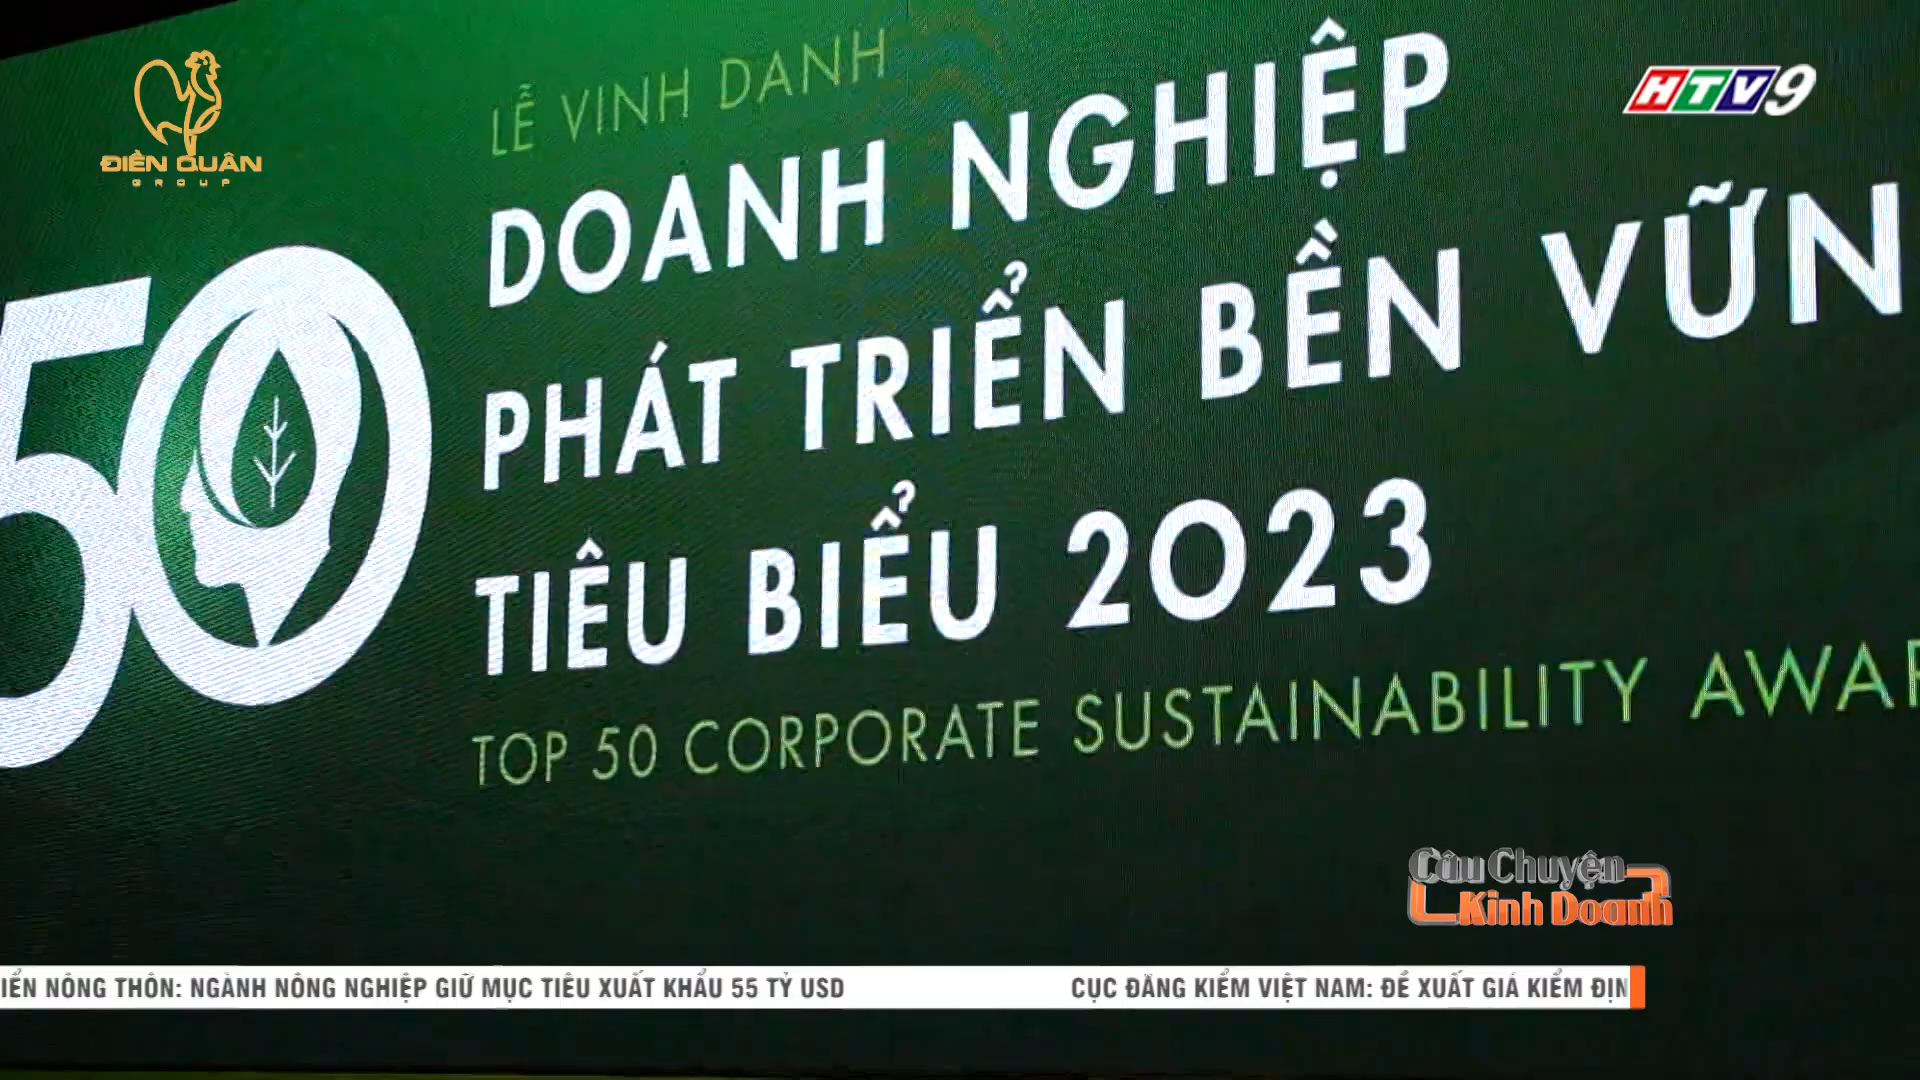 ĐIỀN QUÂN
GROUP
HTV9
LỄ VINH DANH
DOANH NGHIỆP
PHÁT TRIỂN BỀN VỮN
TIÊU BIỂU 2023
TOP 50 CORPORATE SUSTAINABILITY AWAR
50
Câu Chuyện
Kinh Doanh
IỂN NÔNG THÔN: NGÀNH NÔNG NGHIỆP GIỮ MỤC TIÊU XUẤT KHẨU 55 TỶ USD CỤC ĐĂNG KIỂM VIỆT NAM: ĐỀ XUẤT GIÁ KIỂM ĐỊN